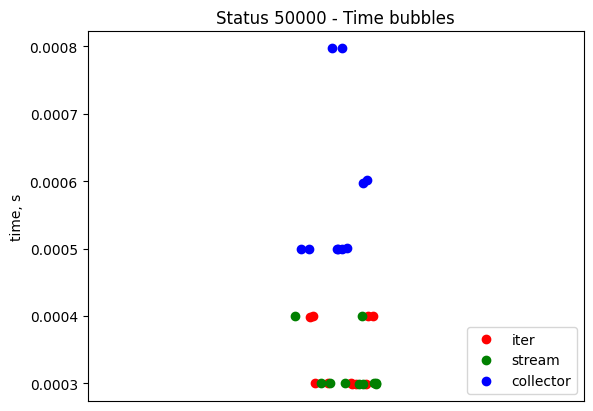 Status 50000 - Time bubbles
0.0008
0.0007
0.0006
0.0005
0.0004
0.0003
time, s
iter
stream
collector